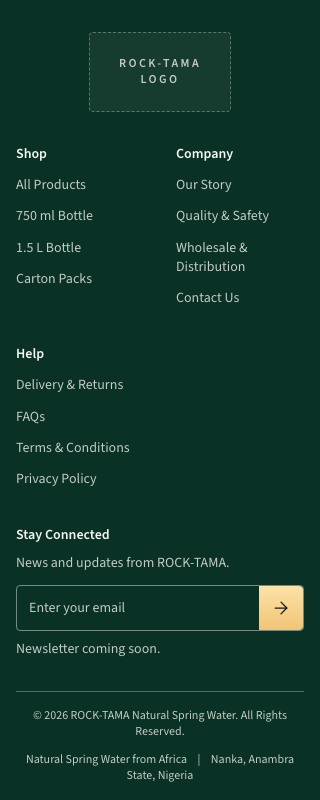 ROCK-TAMA
LOGO
Shop
All Products
750 ml Bottle
1.5 L Bottle
Carton Packs
Company
Our Story
Quality & Safety
Wholesale &
Distribution
Contact Us
Help
Delivery & Returns
FAQs
Terms & Conditions
Privacy Policy
Stay Connected
News and updates from ROCK-TAMA.
Enter your email
Newsletter coming soon.
© 2026 ROCK-TAMA Natural Spring Water. All Rights
Reserved.
Natural Spring Water from Africa | Nanka, Anambra
State, Nigeria